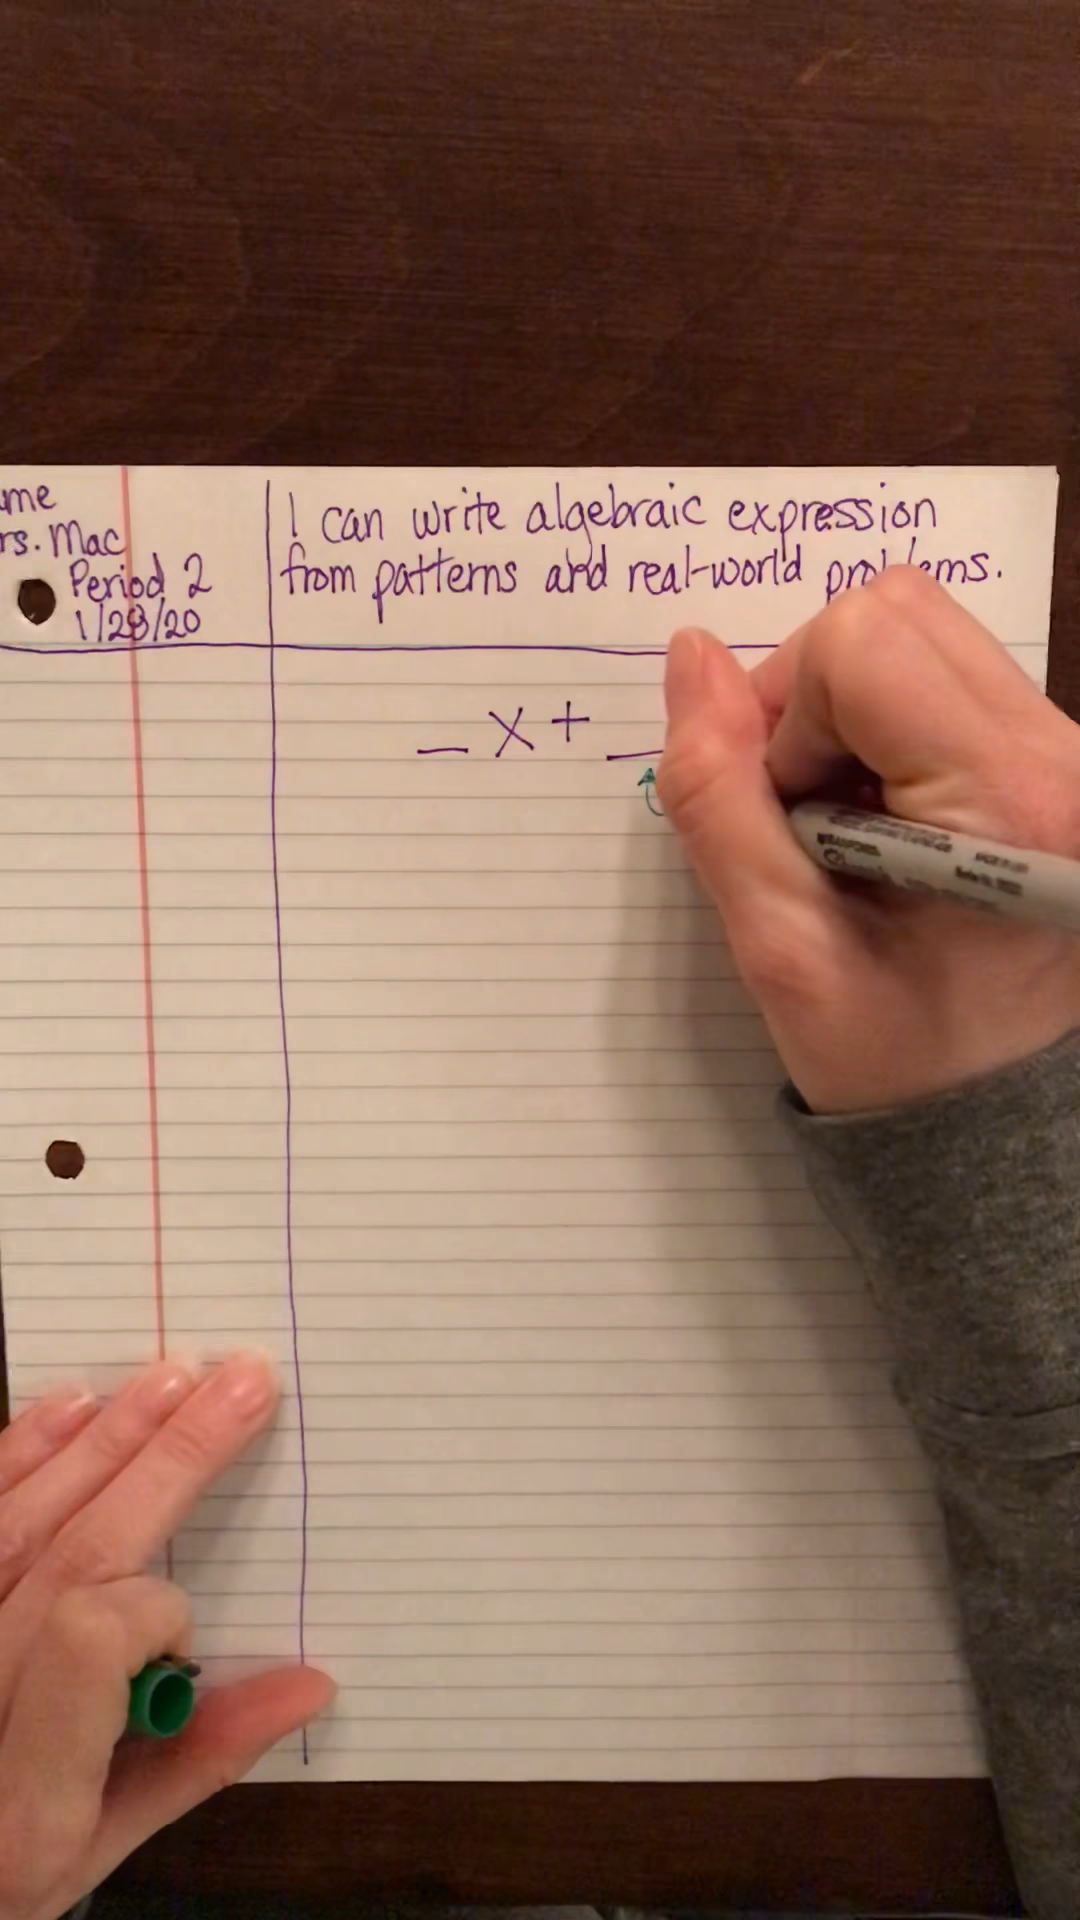 me
rs. Mac
Period 2
1/28/20
I can write algebraic expression
from patterns and real-world problems.
_ x + _